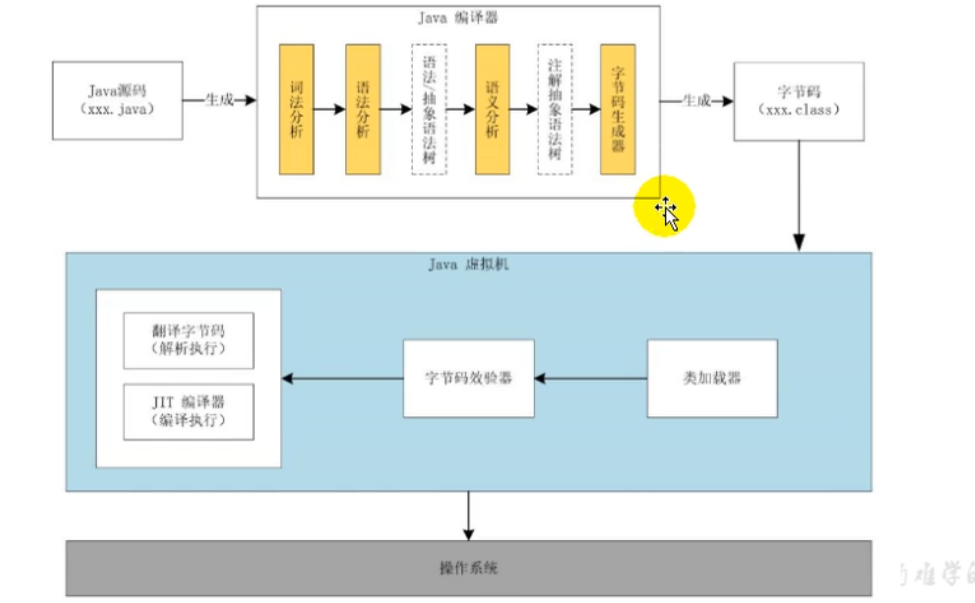 Java 编译器
Java源码
(xxx.java)
生成
词法分析
语法分析
语法/抽象语法树
语义分析
注解抽象语法树
字节码生成器
生成
字节码
(xxx.class)
Java 虚拟机
翻译字节码
(解析执行)
JIT 编译器
(编译执行)
字节码效验器
类加载器
操作系统
难学的